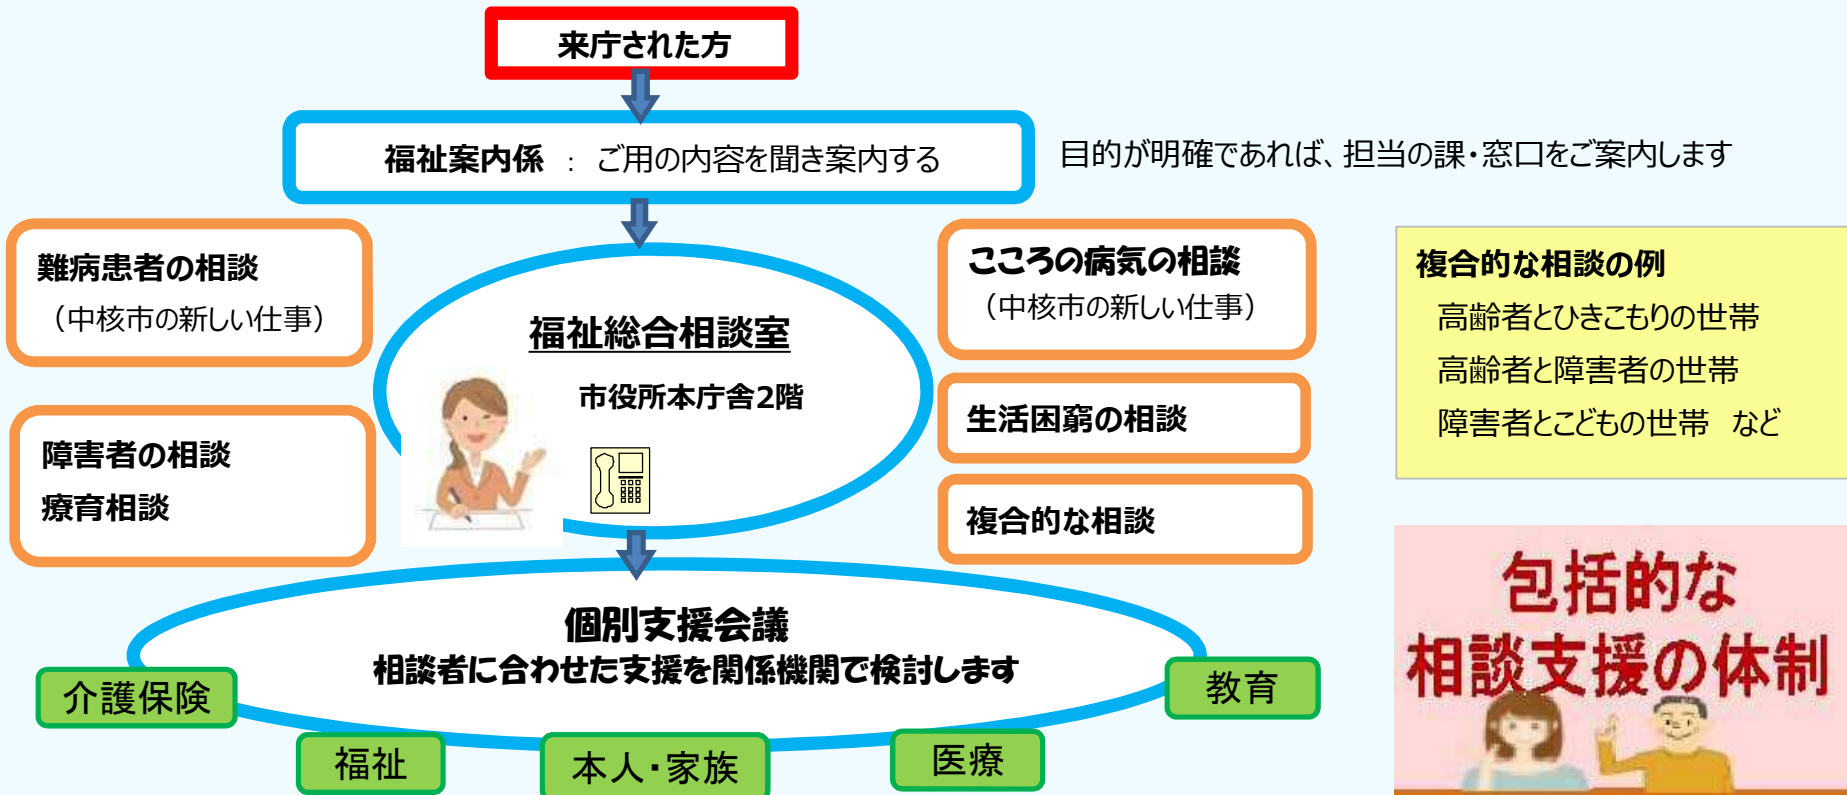 来庁された方
福祉案内係 : ご用の内容を聞き案内する
目的が明確であれば、担当の課・窓口をご案内します
難病患者の相談
（中核市の新しい仕事）
障害者の相談
療育相談
福祉総合相談室
市役所本庁舎2階
こころの病気の相談
（中核市の新しい仕事）
生活困窮の相談
複合的な相談
複合的な相談の例
高齢者とひきこもりの世帯
高齢者と障害者の世帯
障害者とこどもの世帯 など
個別支援会議
相談者に合わせた支援を関係機関で検討します
介護保険
福祉
本人・家族
医療
教育
包括的な
相談支援の体制